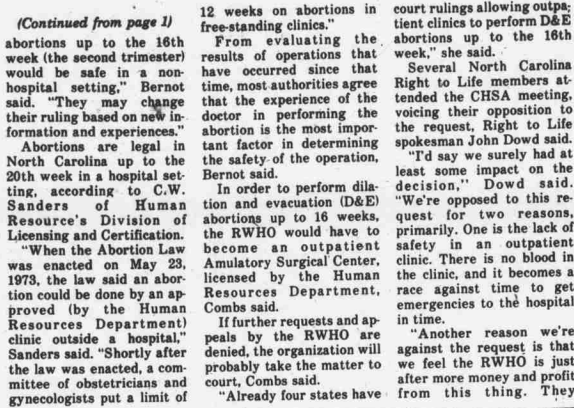 (Continued from page 1)
abortions up to the 16th
week (the second trimester)
would be safe in a non-
hospital setting," Bernot
said. "They may change
their ruling based on new in-
formation and experiences."
Abortions are legal in
North Carolina up to the
20th week in a hospital set-
ting, according to C.W.
Sanders of Human
Resource's Division of
Licensing and Certification.
"When the Abortion Law
was enacted on May 23,
1973, the law said an abor-
tion could be done by an ap-
proved (by the Human
Resources Department)
clinic outside a hospital,"
Sanders said. "Shortly after
the law was enacted, a com-
mittee of obstetricians and
gynecologists put a limit of
12 weeks on abortions in
free-standing clinics."
From evaluating the
results of operations that
have occurred since that
time, most authorities agree
that the experience of the
doctor in performing the
abortion is the most impor-
tant factor in determining
the safety of the operation,
Bernot said.
In order to perform dila-
tion and evacuation (D&E)
abortions up to 16 weeks,
the RWHO would have to
become an outpatient
Amulatory Surgical Center,
licensed by the Human
Resources Department,
Combs said.
If further requests and ap-
peals by the RWHO are
denied, the organization will
probably take the matter to
court, Combs said.
"Already four states have
court rulings allowing outpa-
tient clinics to perform D&E
abortions up to the 16th
week," she said.
Several North Carolina
Right to Life members at-
tended the CHSA meeting,
voicing their opposition to
the request, Right to Life
spokesman John Dowd said.
"I'd say we surely had at
least some impact on the
decision," Dowd said.
"We're opposed to this re-
quest for two reasons,
primarily. One is the lack of
safety in an outpatient
clinic. There is no blood in
the clinic, and it becomes a
race against time to get
emergencies to the hospital
in time.
"Another reason we're
against the request is that
we feel the RWHO is just
after more money and profit
from this thing. They